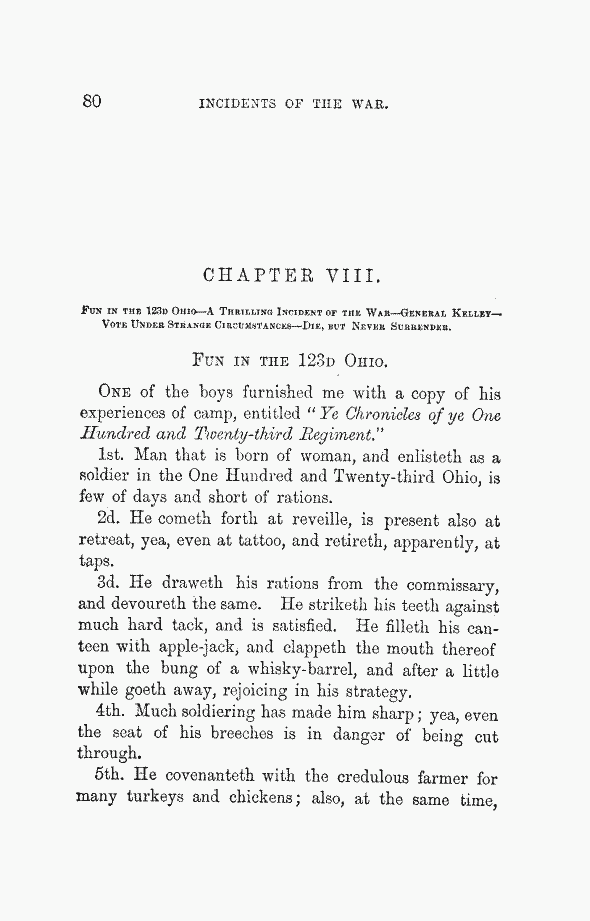 80 INCIDENTS OF THE WAR.
CHAPTER VIII.
FUN IN THE 123D OHIO—A THRILLING INCIDENT OF THE WAR—GENERAL KELLEY—
VOTE UNDER STRANGE CIRCUMSTANCES—DIE, BUT NEVER SURRENDER.
FUN IN THE 123D OHIO.
ONE of the boys furnished me with a copy of his
experiences of camp, entitled "Ye Chronicles of ye One
Hundred and Twenty-third Regiment."
1st. Man that is born of woman, and enlisteth as a
soldier in the One Hundred and Twenty-third Ohio, is
few of days and short of rations.
2d. He cometh forth at reveille, is present also at
retreat, yea, even at tattoo, and retireth, apparently, at
taps.
3d. He draweth his rations from the commissary,
and devoureth the same. He striketh his teeth against
much hard tack, and is satisfied. He filleth his can-
teen with apple-jack, and clappeth the mouth thereof
upon the bung of a whisky-barrel, and after a little
while goeth away, rejoicing in his strategy.
4th. Much soldiering has made him sharp; yea, even
the seat of his breeches is in danger of being cut
through.
5th. He covenanteth with the credulous farmer for
many turkeys and chickens; also, at the same time,